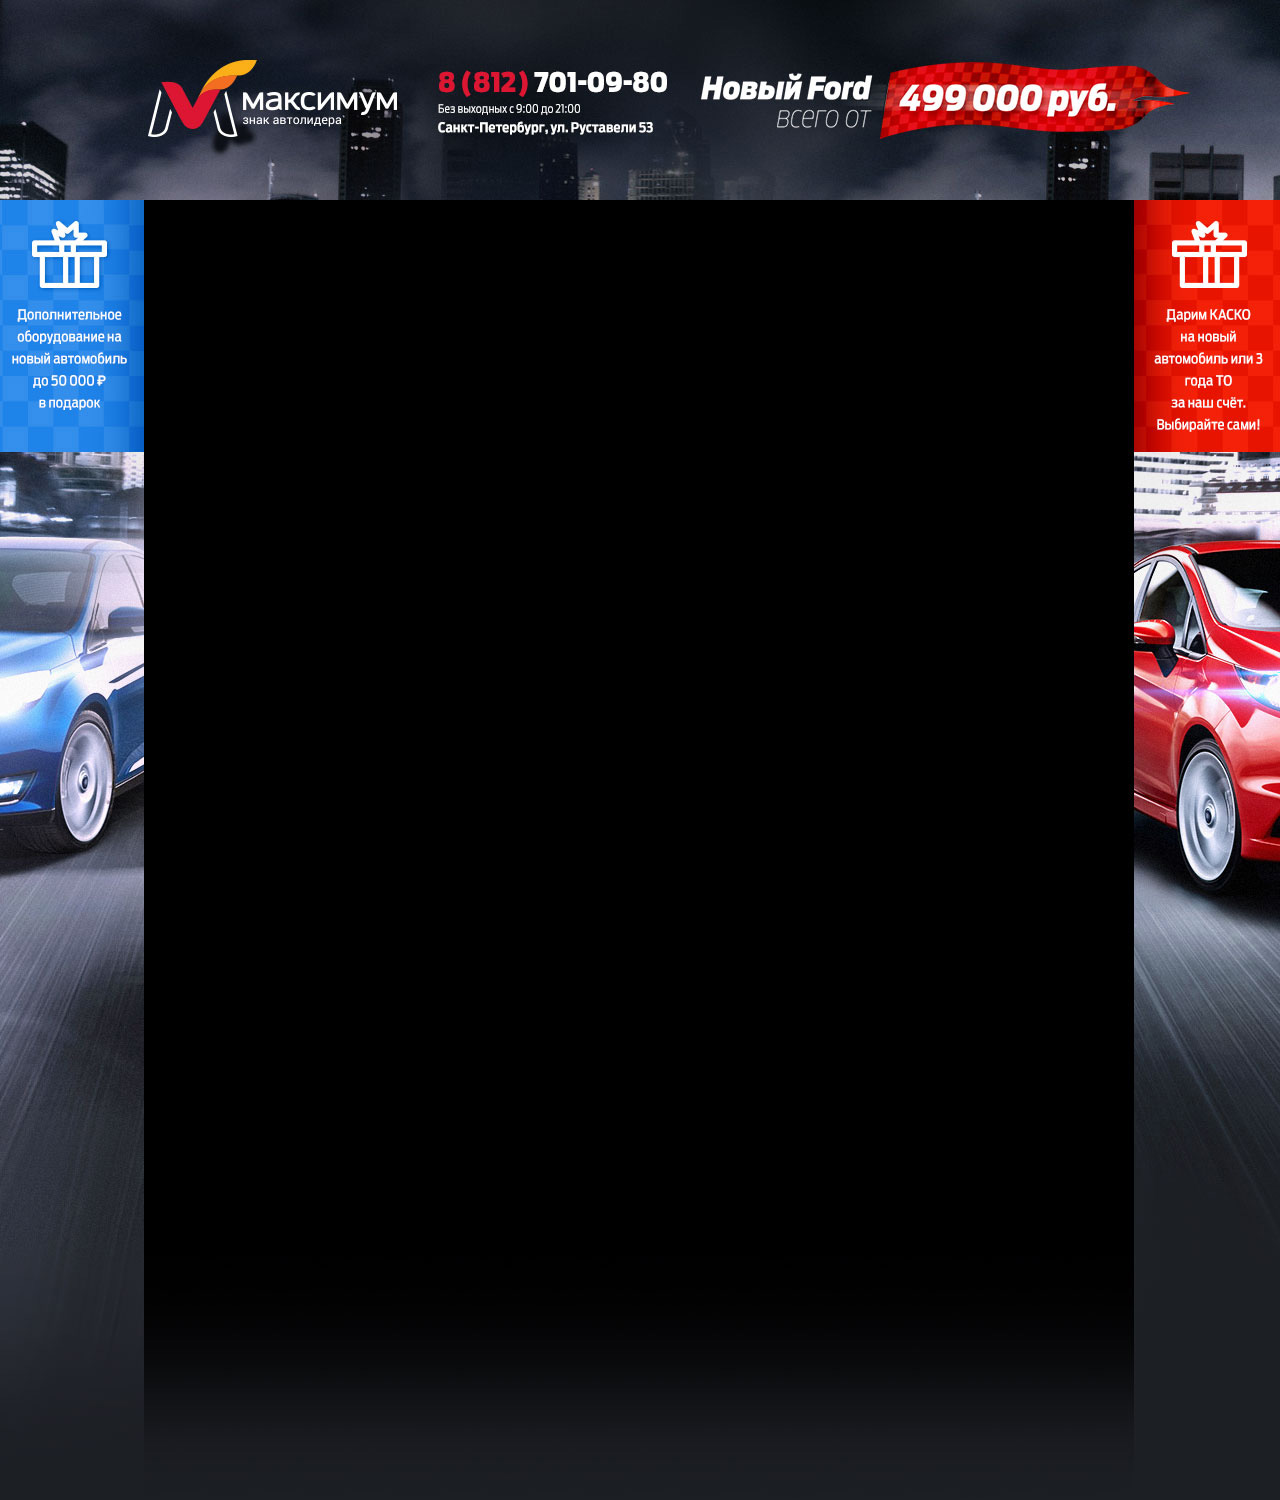 максимум
знак автолидера
8 (812) 701-09-80
Без выходных с 9:00 до 21:00
Санкт-Петербург, ул. Руставели 53
Новый Ford
всего от
499 000 руб.
Дополнительное
оборудование на
новый автомобиль
до 50 000 ₽
в подарок
Дарим КАСКО
на новый
автомобиль или 3
года ТО
за наш счёт.
Выбирайте сами!